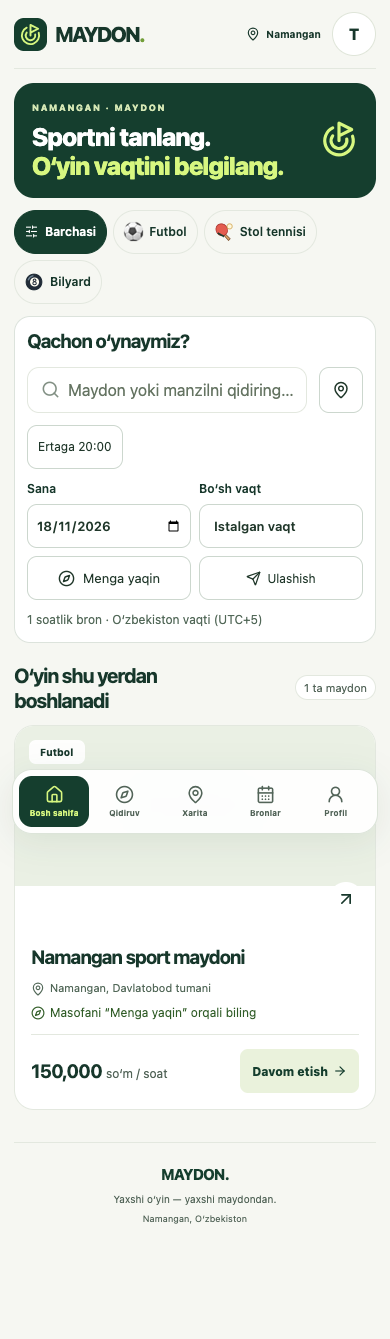 MAYDON.
Namangan
T
NAMANGAN · MAYDON
Sportni tanlang.
O‘yin vaqtini belgilang.
Barchasi
Futbol
Stol tennisi
8
Bilyard
Qachon o‘ynaymiz?
Maydon yoki manzilni qidiring...
Ertaga 20:00
Sana
Bo‘sh vaqt
18/11/2026
Istalgan vaqt
Menga yaqin
Ulashish
1 soatlik bron · O‘zbekiston vaqti (UTC+5)
O‘yin shu yerdan
boshlanadi
1 ta maydon
Futbol
Bosh sahifa
Qidiruv
Xarita
Bronlar
Profil
Namangan sport maydoni
Namangan, Davlatobod tumani
Masofani “Menga yaqin” orqali biling
150,000 so‘m / soat
Davom etish
MAYDON.
Yaxshi o‘yin — yaxshi maydondan.
Namangan, O‘zbekiston